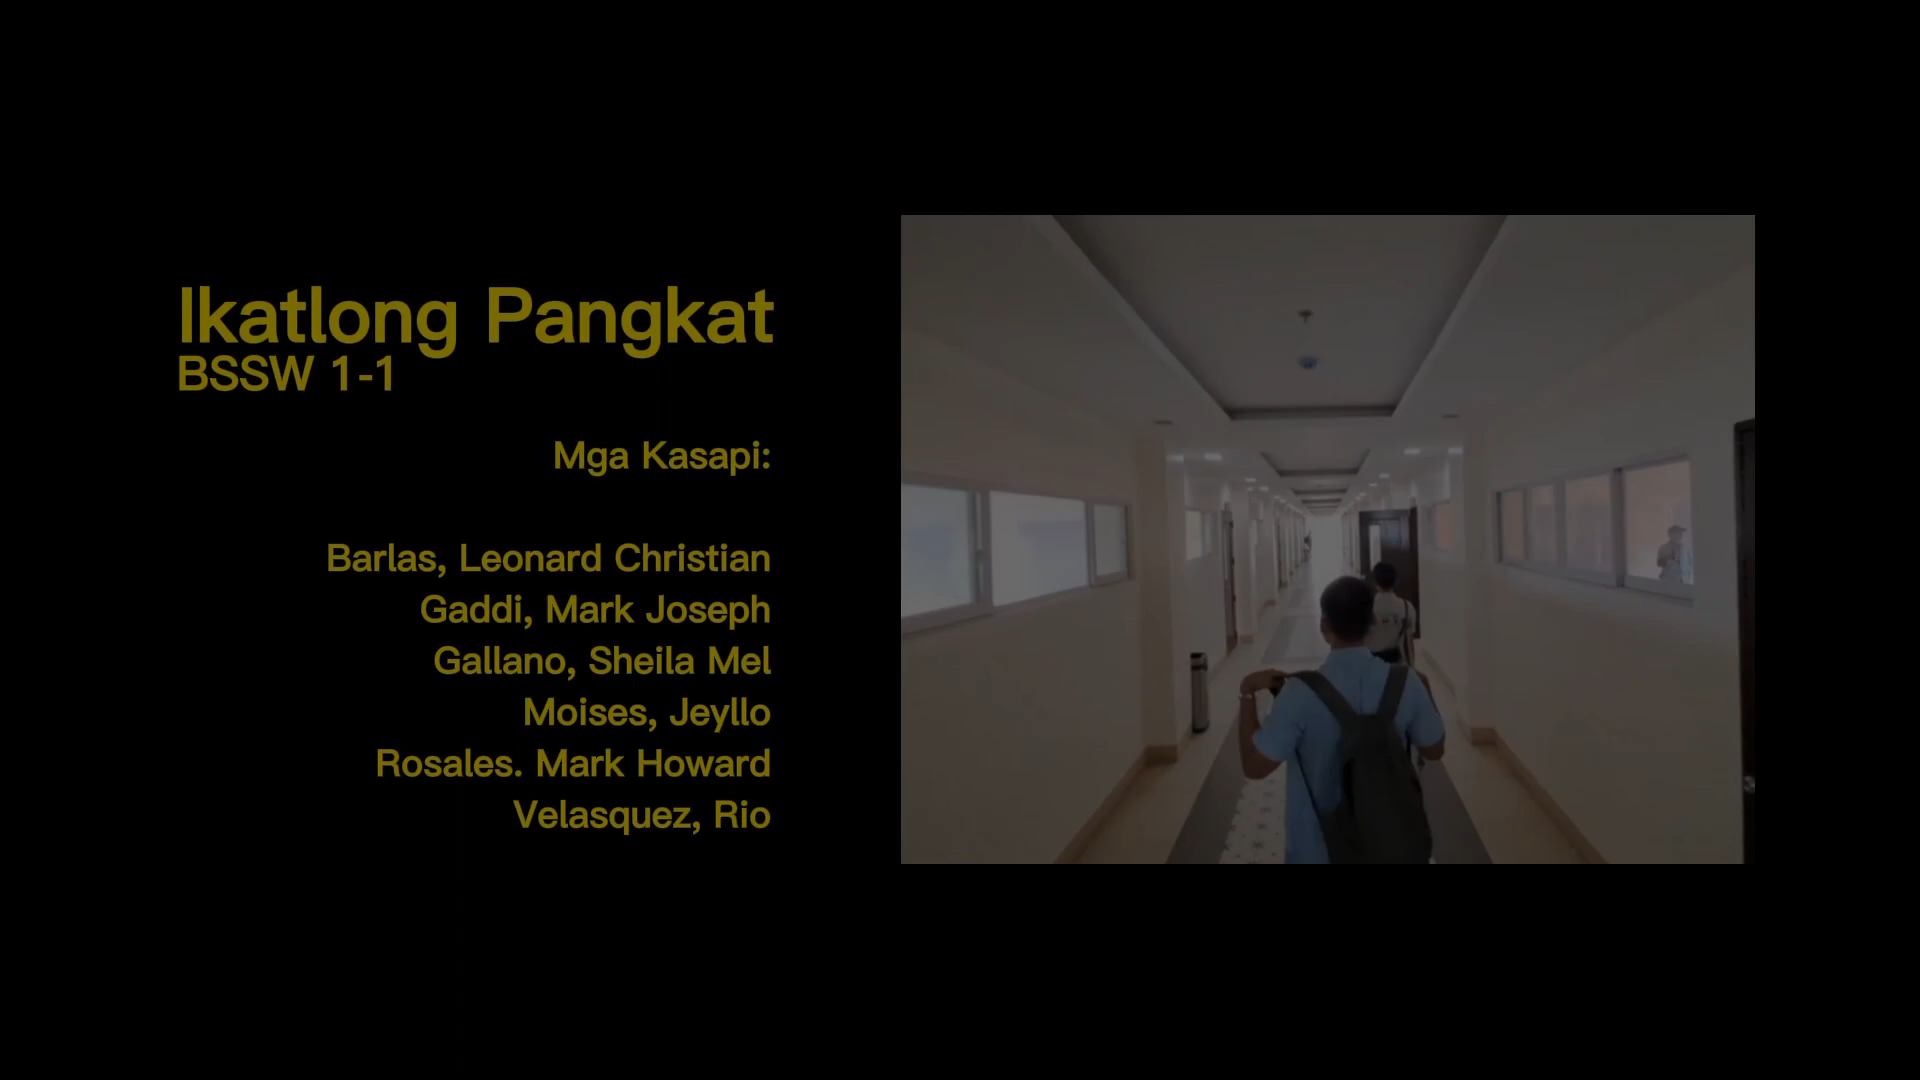 Ikatlong Pangkat
BSSW 1-1
Mga Kasapi:
Barlas, Leonard Christian
Gaddi, Mark Joseph
Gallano, Sheila Mel
Moises, Jeyllo
Rosales. Mark Howard
Velasquez, Rio